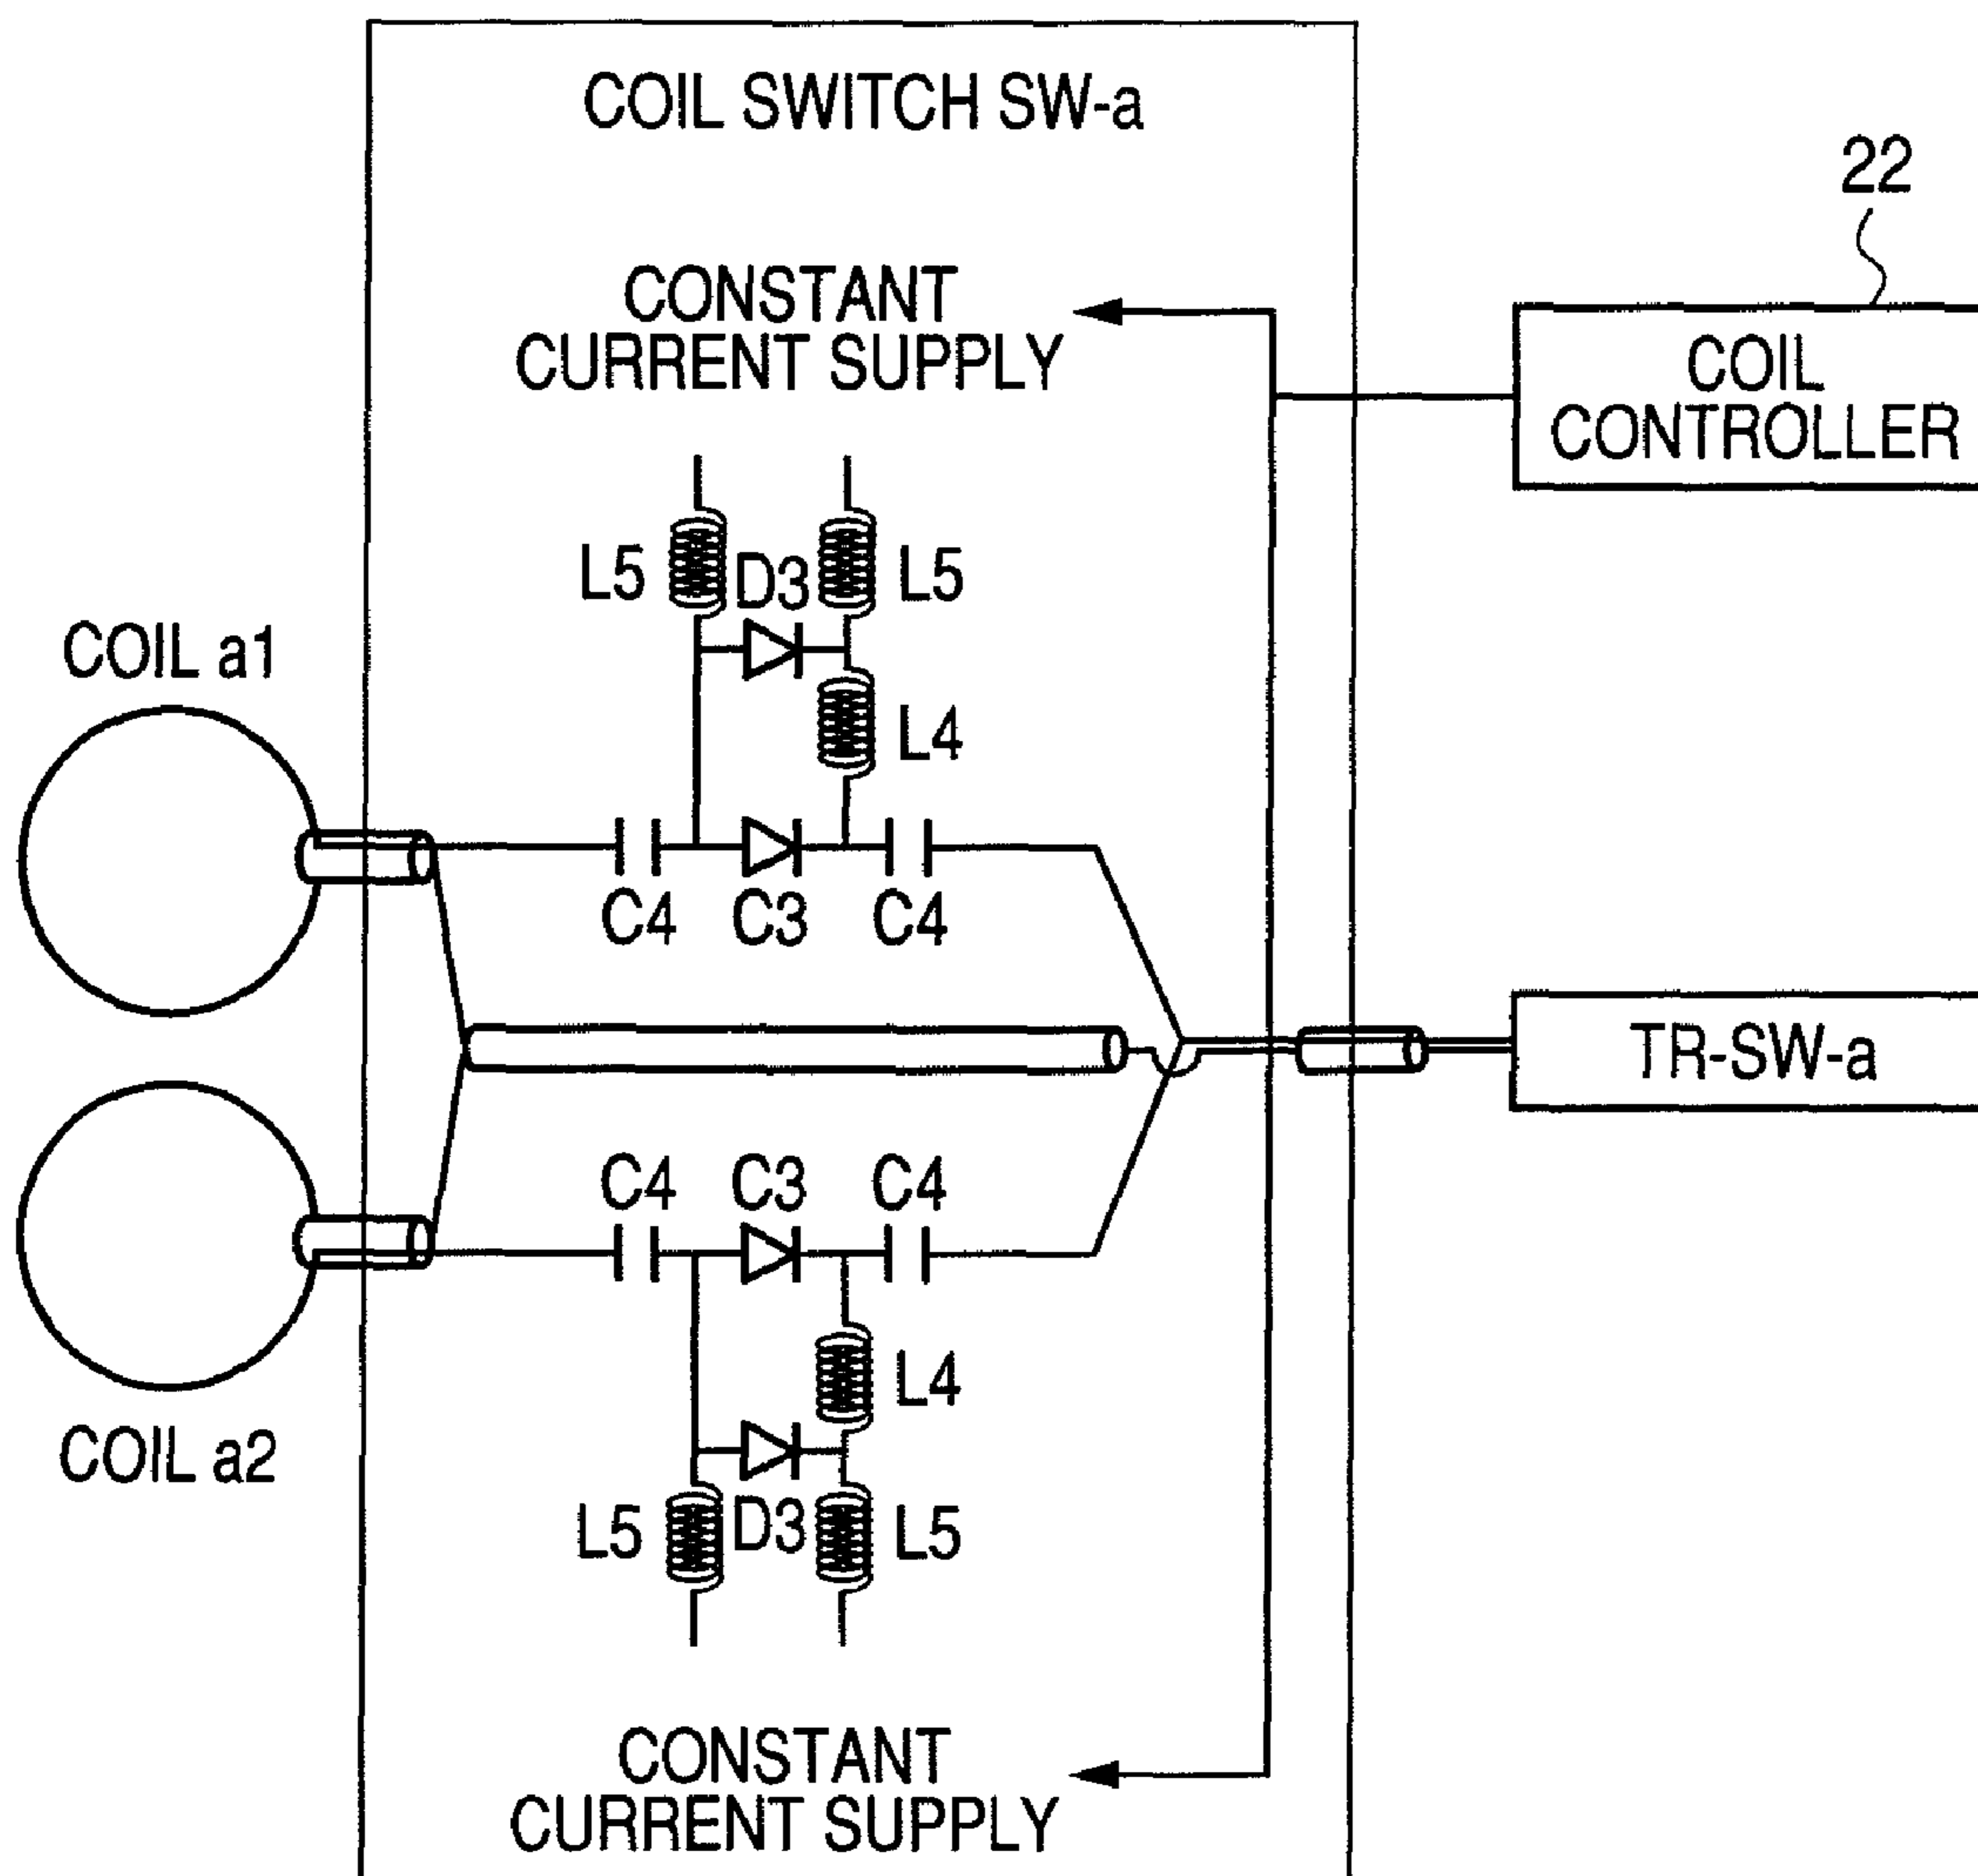 COIL SWITCH SW-a
22
CONSTANT
CURRENT SUPPLY
COIL
CONTROLLER
L5
D3
L5
COIL a1
L4
C4
C3
C4
TR-SW-a
C4
C3
C4
L4
COIL a2
L5
D3
L5
CONSTANT
CURRENT SUPPLY